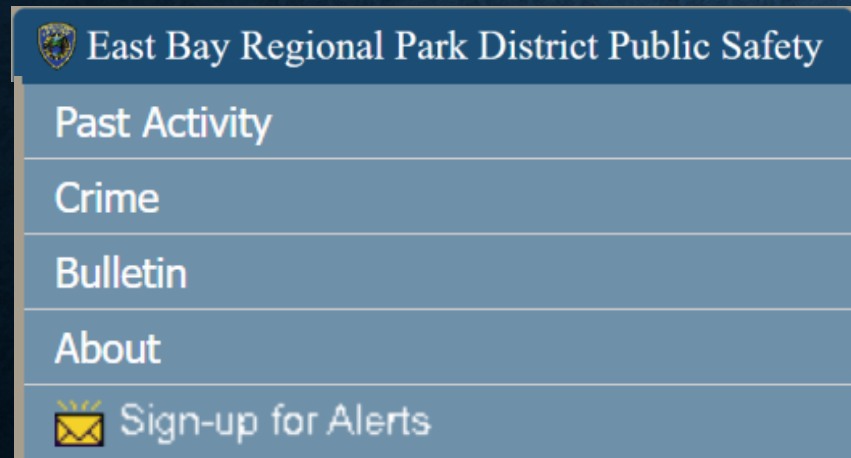 East Bay Regional Park District Public Safety
Past Activity
Crime
Bulletin
About
Sign-up for Alerts